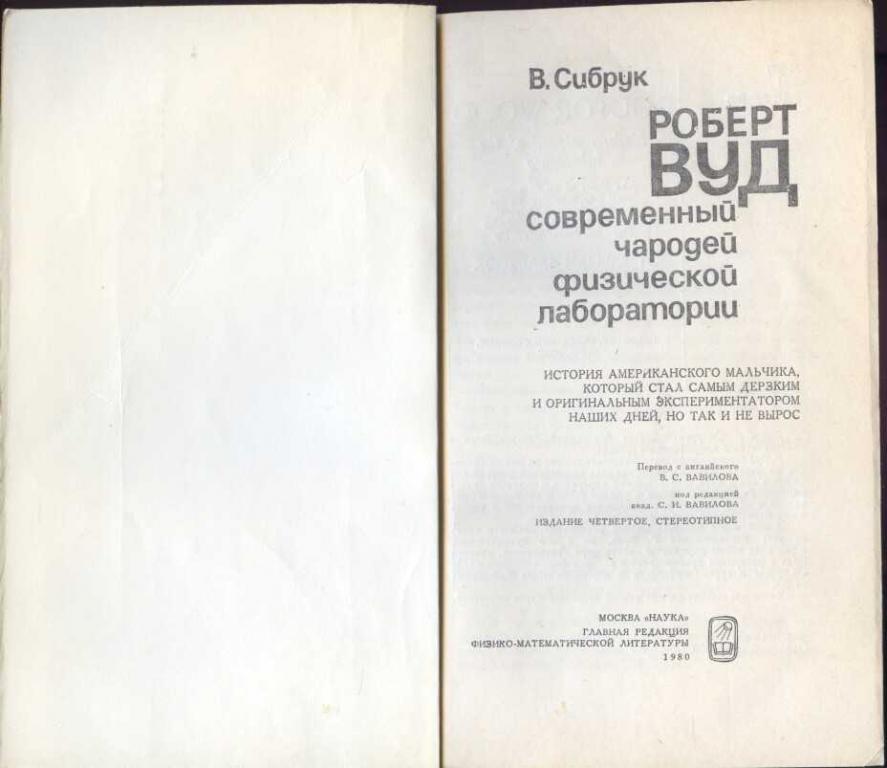 В. Сибрук
РОБЕРТ
ВУД
современный
чародей
физической
лаборатории
ИСТОРИЯ АМЕРИКАНСКОГО МАЛЬЧИКА,
КОТОРЫЙ СТАЛ САМЫМ ДЕРЗКИМ
И ОРИГИНАЛЬНЫМ ЭКСПЕРИМЕНТАТОРОМ
НАШИХ ДНЕЙ, НО ТАК И НЕ ВЫРОС
Перевод с английского
В. С. ВАВИЛОВА
под редакцией
акад. С. И. ВАВИЛОВА
ИЗДАНИЕ ЧЕТВЕРТОЕ, СТЕРЕОТИПНОЕ
МОСКВА «НАУКА»
ГЛАВНАЯ РЕДАКЦИЯ
ФИЗИКО-МАТЕМАТИЧЕСКОЙ ЛИТЕРАТУРЫ
1980